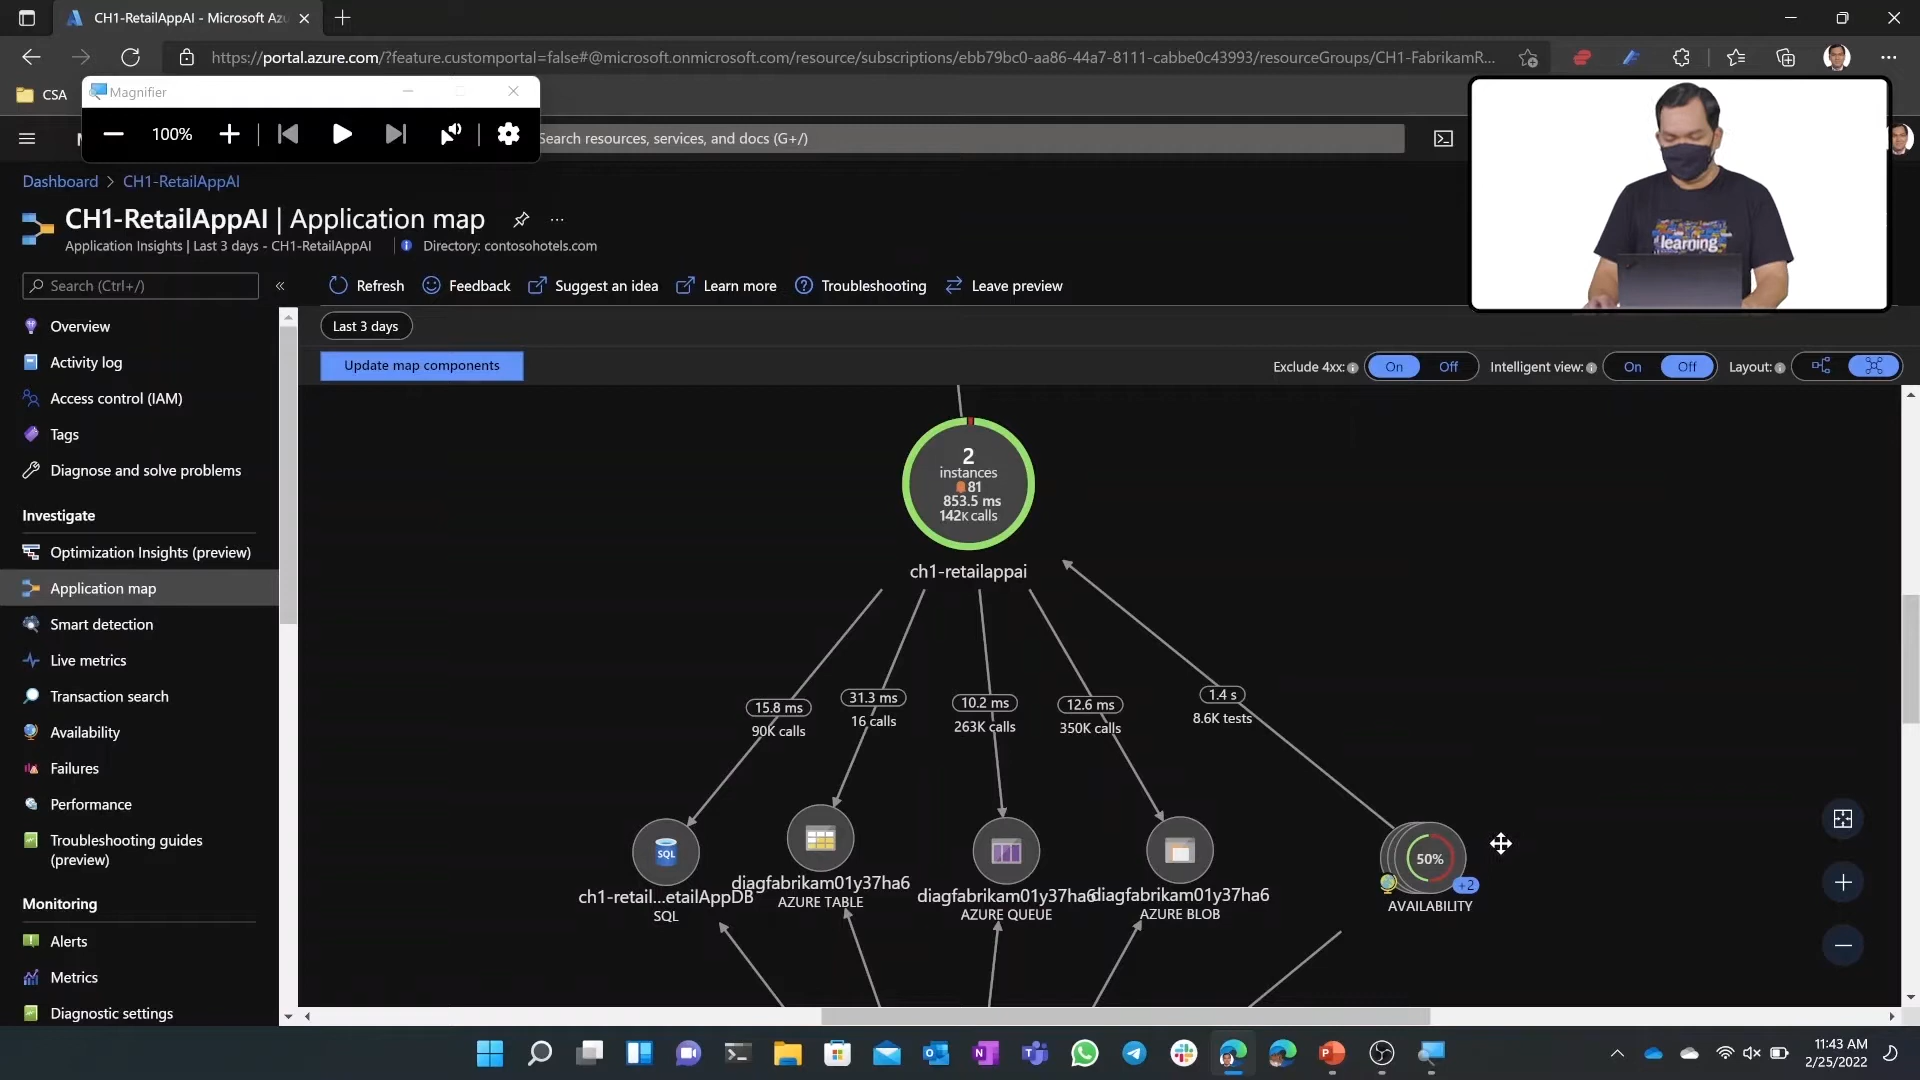 CH1-RetailAppAI - Microsoft Azu
https://portal.azure.com/?feature.customportal=false#@microsoft.onmicrosoft.com/resource/subscriptions/ebb79bc0-aa86-44a7-8111-cabbe0c43993/resourceGroups/CH1-FabrikamR...
CSA
Magnifier
100%
Search resources, services, and docs (G+/)
learning
Dashboard > CH1-RetailAppAI
CH1-RetailAppAI | Application map
Application Insights | Last 3 days - CH1-RetailAppAI
Directory: contosohotels.com
Search (Ctrl+/)
Refresh
Feedback
Suggest an idea
Learn more
Troubleshooting
Leave preview
Overview
Activity log
Access control (IAM)
Tags
Diagnose and solve problems
Investigate
Optimization Insights (preview)
Application map
Smart detection
Live metrics
Transaction search
Availability
Failures
Performance
Troubleshooting guides
(preview)
Monitoring
Alerts
Metrics
Diagnostic settings
Last 3 days
Update map components
Exclude 4xx: On Off
Intelligent view: On Off
Layout:
2
instances
81
853.5 ms
142K calls
ch1-retailappai
15.8 ms
90K calls
31.3 ms
16 calls
10.2 ms
263K calls
12.6 ms
350K calls
1.4 s
8.6K tests
SQL
ch1-retail...etailAppDB
SQL
diagfabrikam01y37ha6
AZURE TABLE
diagfabrikam01y37ha6
AZURE QUEUE
diagfabrikam01y37ha6
AZURE BLOB
50%
+2
AVAILABILITY
11:43 AM
2/25/2022